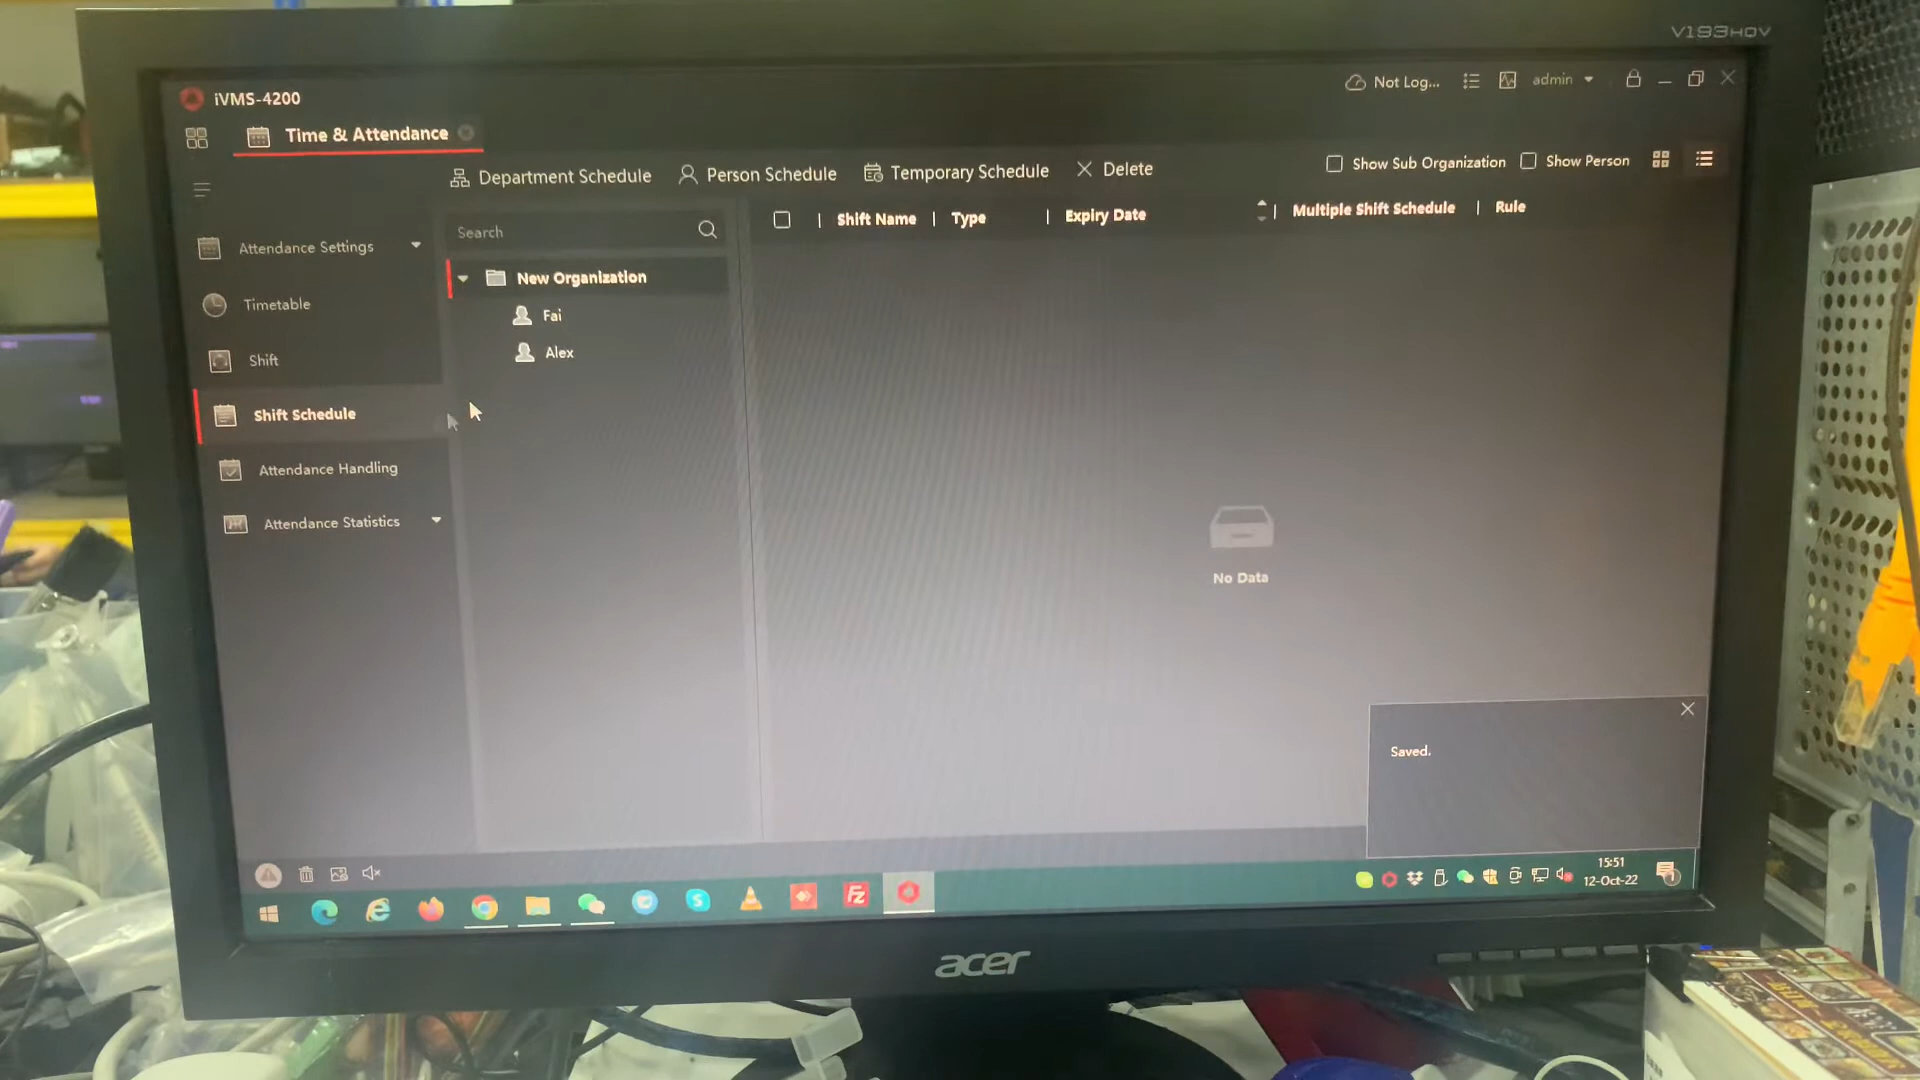 V193HQV
iVMS-4200
Not Log...
admin
Time & Attendance
Department Schedule
Person Schedule
Temporary Schedule
Delete
Show Sub Organization
Show Person
Attendance Settings
Timetable
Shift
Shift Schedule
Attendance Handling
Attendance Statistics
Search
New Organization
Fai
Alex
Shift Name
Type
Expiry Date
Multiple Shift Schedule
Rule
No Data
Saved.
15:51
12-Oct-22
1
acer